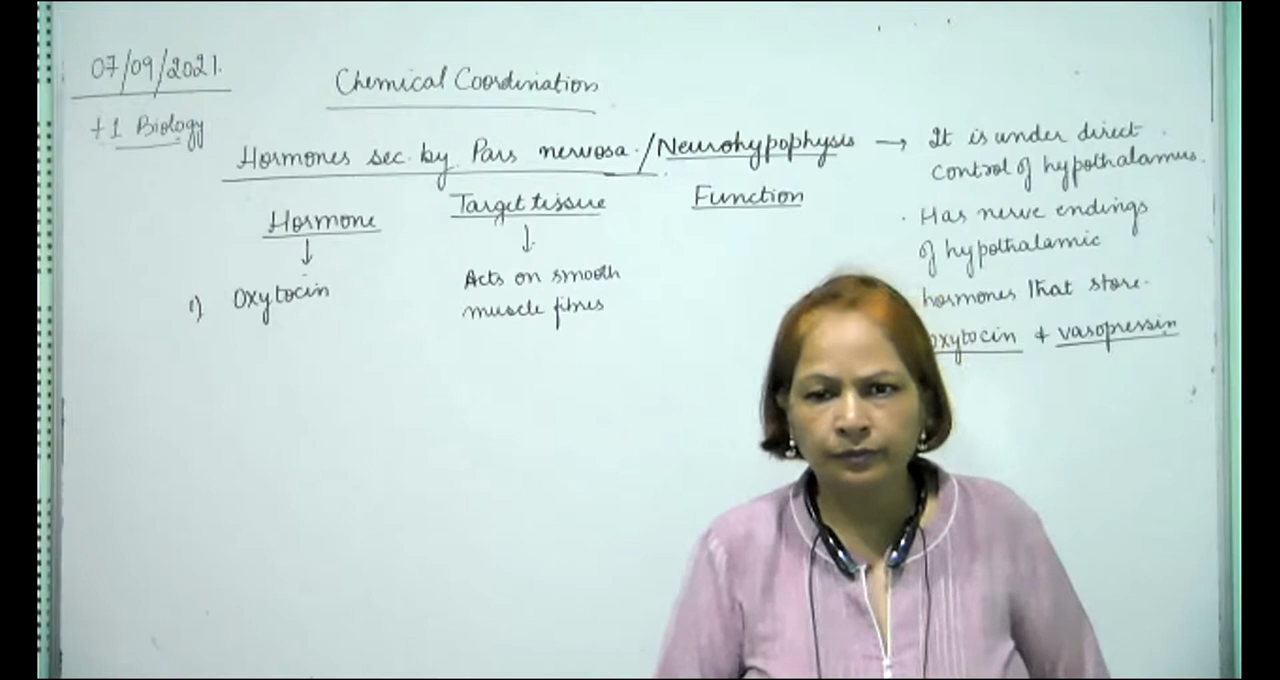 07/09/2021.
Chemical Coordination
+1 Biology
Hormones sec. by Pars nervosa. / Neurohypophysis → It is under direct
control of hypothalamus.
Hormone
Target tissue
Function
· Has nerve endings
of hypothalamic
hormones that store
oxytocin & vasopressin
↓
↓
1) Oxytocin
Acts on smooth
muscle fibres